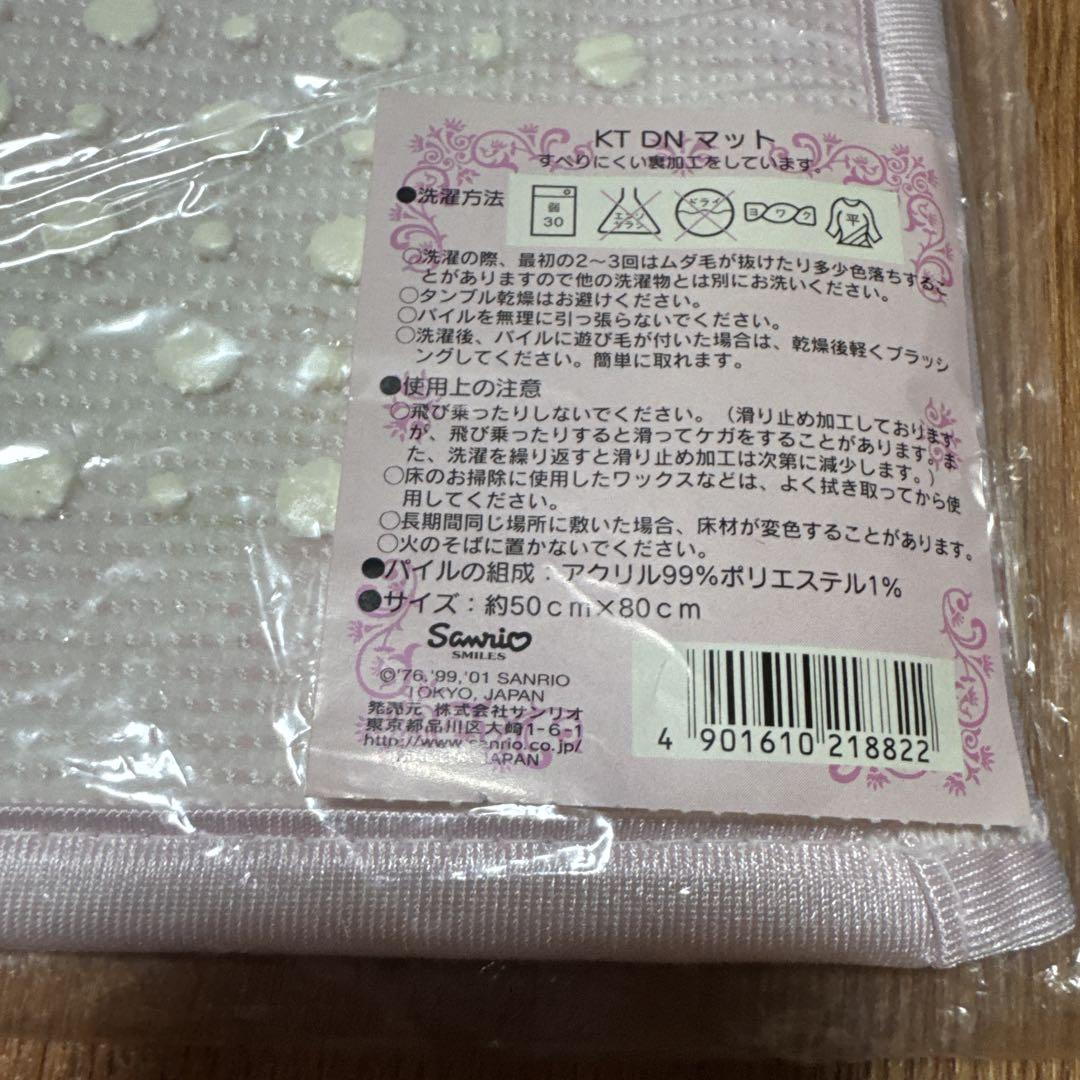 KT DN マット
すべりにくい裏加工をしています。
●洗濯方法
弱 30 エンソ サラシ ドライ ヨワク 平
○洗濯の際、最初の2～3回はムダ毛が抜けたり多少色落ちするこ
とがありますので他の洗濯物とは別にお洗いください。
○タンブル乾燥はお避けください。
○パイルを無理に引っ張らないでください。
○洗濯後、パイルに遊び毛が付いた場合は、乾燥後軽くブラッシ
ングしてください。簡単に取れます。
●使用上の注意
○飛び乗ったりしないでください。（滑り止め加工しております
が、飛び乗ったりすると滑ってケガをすることがあります。ま
た、洗濯を繰り返すと滑り止め加工は次第に減少します。）
○床のお掃除に使用したワックスなどは、よく拭き取ってから使
用してください。
○長期間同じ場所に敷いた場合、床材が変色することがあります。
○火のそばに置かないでください。
●パイルの組成：アクリル99%ポリエステル1%
●サイズ：約50cm×80cm
Sanrio
SMILES
©'76,'99,'01 SANRIO
TOKYO, JAPAN
発売元 株式会社サンリオ
東京都品川区大崎1-6-1
http://www.sanrio.co.jp/
JAPAN
4 901610 218822